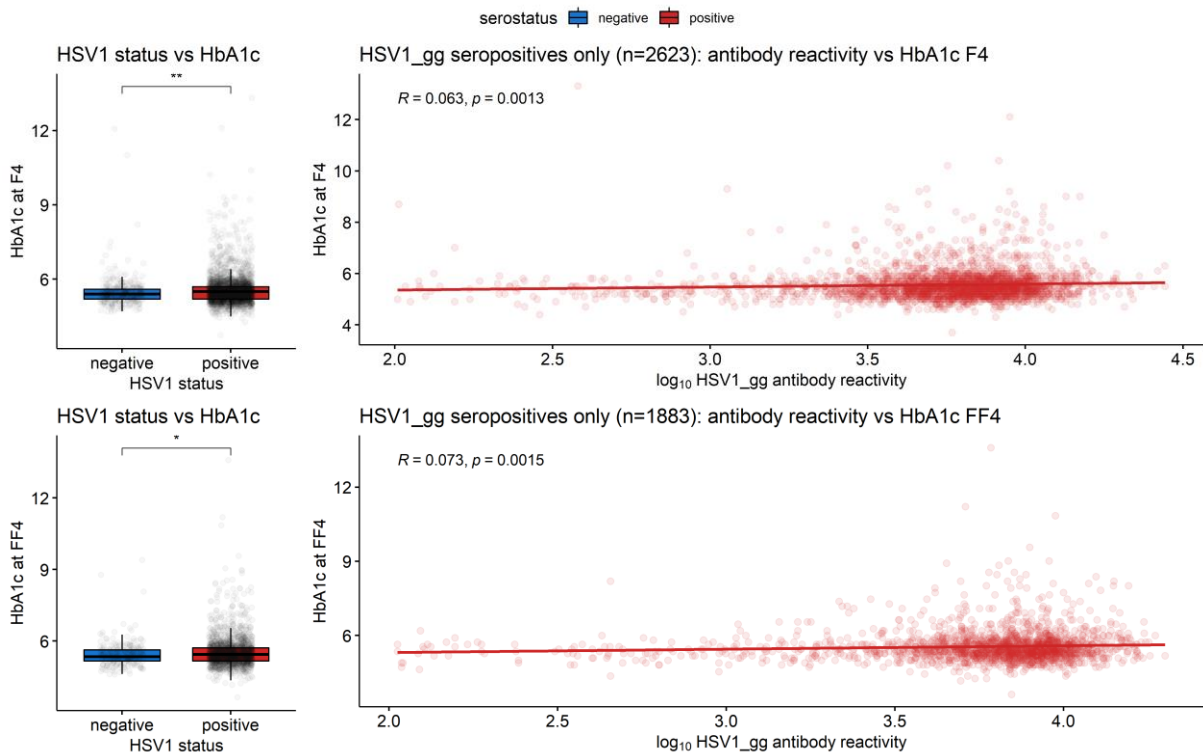 serostatus negative positive
HSV1 status vs HbA1c
**
12
9
6
HbA1c at F4
negative positive
HSV1 status
HSV1_gg seropositives only (n=2623): antibody reactivity vs HbA1c F4
R = 0.063, p = 0.0013
12
10
8
6
4
HbA1c at F4
2.0 2.5 3.0 3.5 4.0 4.5
log₁₀ HSV1_gg antibody reactivity
HSV1 status vs HbA1c
*
12
9
6
HbA1c at FF4
negative positive
HSV1 status
HSV1_gg seropositives only (n=1883): antibody reactivity vs HbA1c FF4
R = 0.073, p = 0.0015
12
9
6
HbA1c at FF4
2.0 2.5 3.0 3.5 4.0
log₁₀ HSV1_gg antibody reactivity